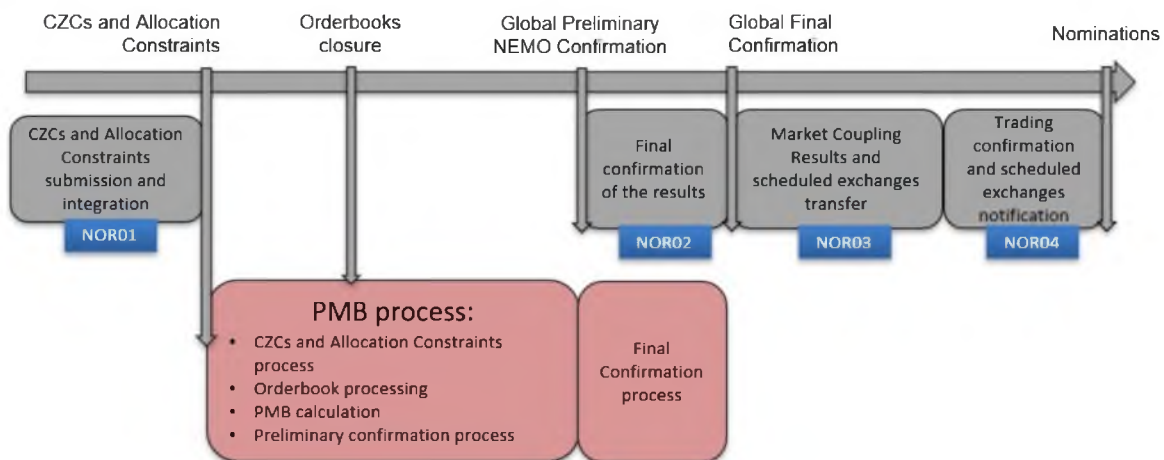 CZCs and Allocation
Constraints
Orderbooks
closure
Global Preliminary
NEMO Confirmation
Global Final
Confirmation
Nominations
CZCs and Allocation
Constraints
submission and
integration
NOR01
Final
confirmation
of the results
NOR02
Market Coupling
Results and
scheduled exchanges
transfer
NOR03
Trading
confirmation
and scheduled
exchanges
notification
NOR04
PMB process:
• CZCs and Allocation Constraints
process
• Orderbook processing
• PMB calculation
• Preliminary confirmation process
Final
Confirmation
process